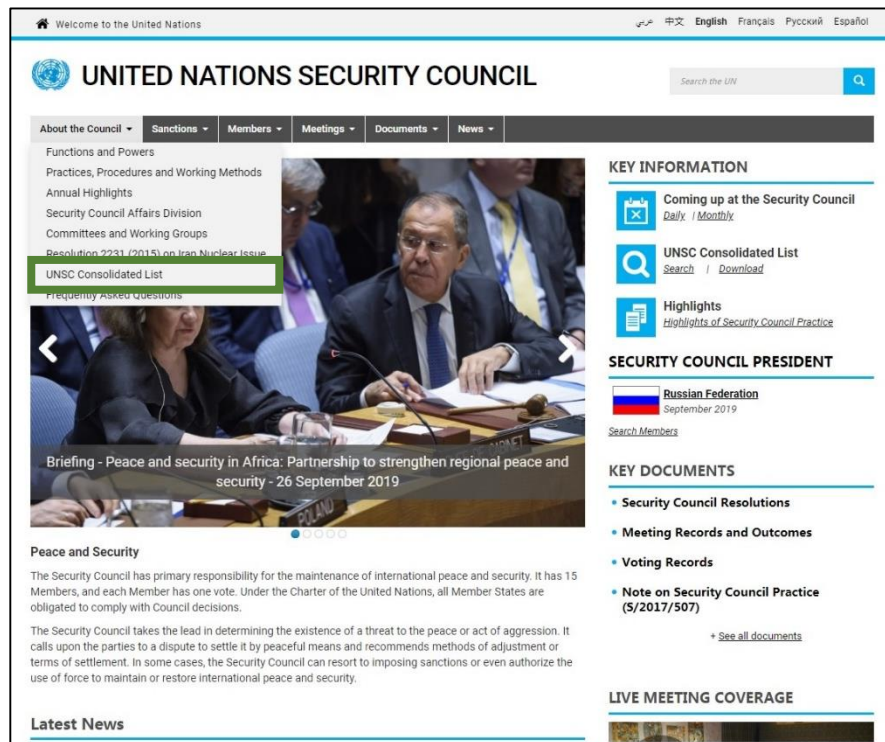 Welcome to the United Nations
عربي 中文 English Français Русский Español
UNITED NATIONS SECURITY COUNCIL
Search the UN
About the Council Sanctions Members Meetings Documents News
Functions and Powers
Practices, Procedures and Working Methods
Annual Highlights
Security Council Affairs Division
Committees and Working Groups
Resolution 2231 (2015) on Iran Nuclear Issue
UNSC Consolidated List
Frequently Asked Questions
Briefing - Peace and security in Africa: Partnership to strengthen regional peace and
security - 26 September 2019
POLAND
Peace and Security
The Security Council has primary responsibility for the maintenance of international peace and security. It has 15
Members, and each Member has one vote. Under the Charter of the United Nations, all Member States are
obligated to comply with Council decisions.
The Security Council takes the lead in determining the existence of a threat to the peace or act of aggression. It
calls upon the parties to a dispute to settle it by peaceful means and recommends methods of adjustment or
terms of settlement. In some cases, the Security Council can resort to imposing sanctions or even authorize the
use of force to maintain or restore international peace and security.
Latest News
KEY INFORMATION
Coming up at the Security Council
Daily | Monthly
UNSC Consolidated List
Search | Download
Highlights
Highlights of Security Council Practice
SECURITY COUNCIL PRESIDENT
Russian Federation
September 2019
Search Members
KEY DOCUMENTS
• Security Council Resolutions
• Meeting Records and Outcomes
• Voting Records
• Note on Security Council Practice
(S/2017/507)
+ See all documents
LIVE MEETING COVERAGE